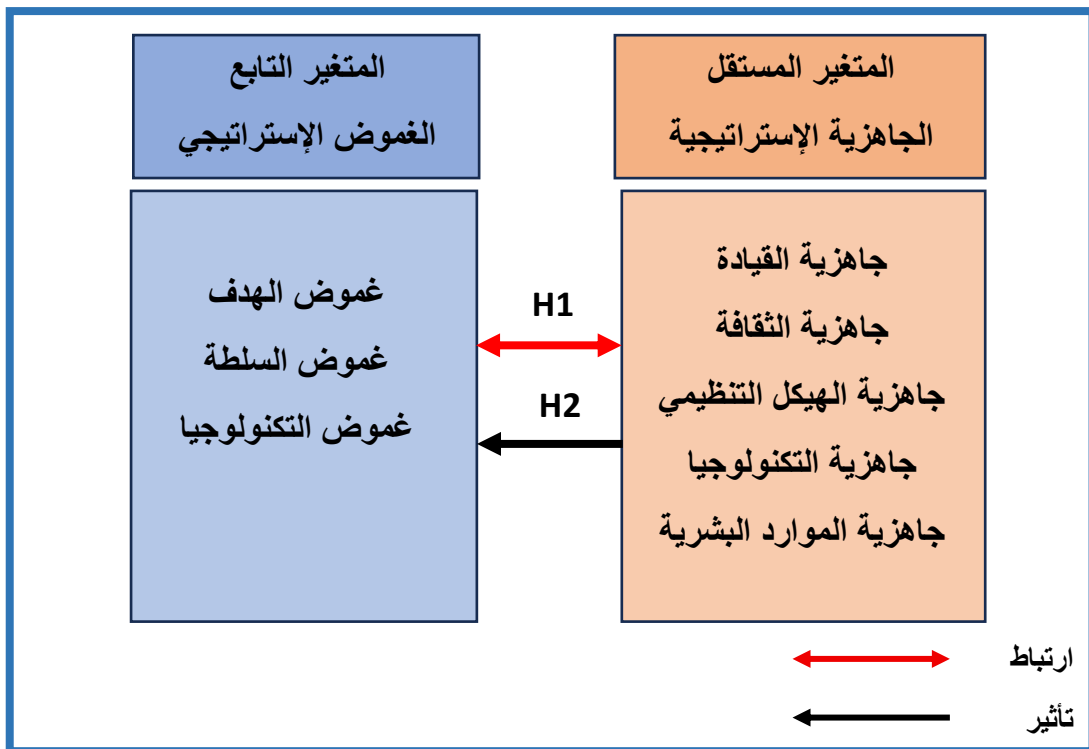 المتغير المستقل
الجاهزية الإستراتيجية
المتغير التابع
الغموض الإستراتيجي
جاهزية القيادة
جاهزية الثقافة
جاهزية الهيكل التنظيمي
جاهزية التكنولوجيا
جاهزية الموارد البشرية
H1
H2
غموض الهدف
غموض السلطة
غموض التكنولوجيا
ارتباط
تأثير